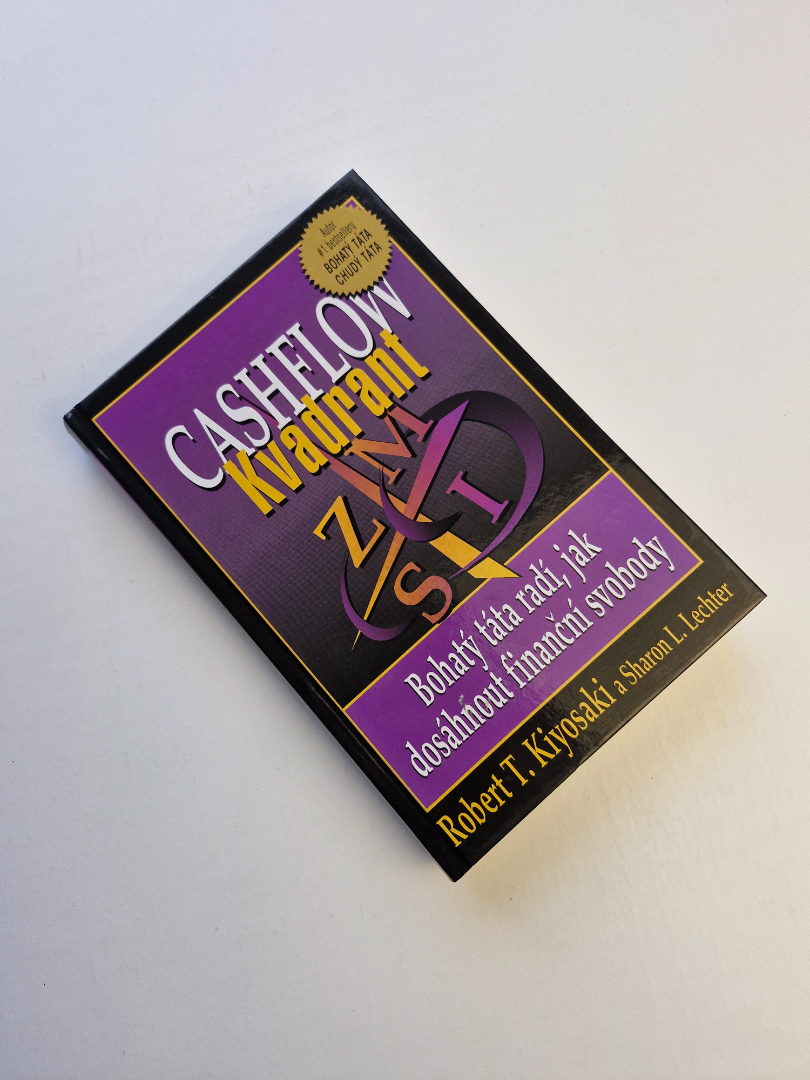 Autor
#1 bestselleru
BOHATÝ TÁTA
CHUDÝ TÁTA
CASHFLOW
Kvadrant
Z M
S I
Bohatý táta radí, jak
dosáhnout finanční svobody
Robert T. Kiyosaki a Sharon L. Lechter